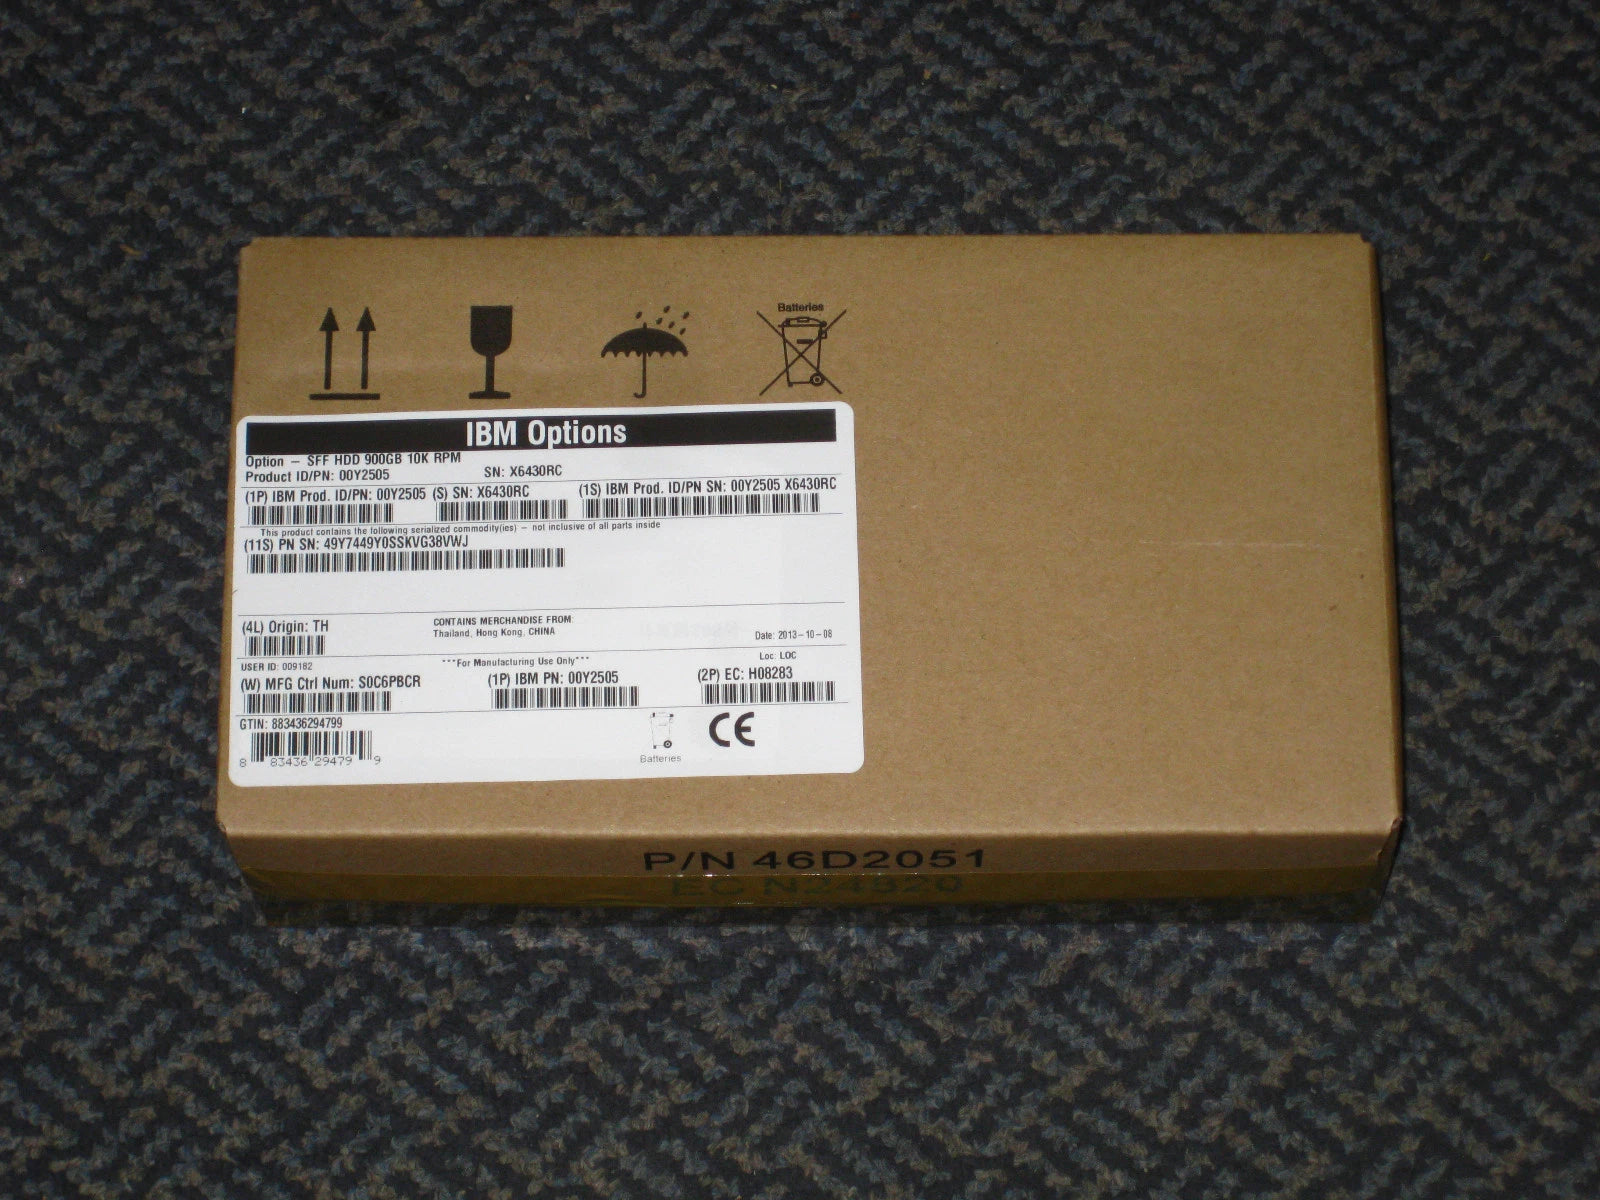 Batteries
IBM Options
Option – SFF HDD 900GB 10K RPM
Product ID/PN: 00Y2505 SN: X6430RC
(1P) IBM Prod. ID/PN: 00Y2505 (S) SN: X6430RC (1S) IBM Prod. ID/PN SN: 00Y2505 X6430RC
This product contains the following serialized commodity(ies) – not inclusive of all parts inside
(11S) PN SN: 49Y7449Y0SSKVG38VWJ
(4L) Origin: TH
CONTAINS MERCHANDISE FROM:
Thailand, Hong Kong, CHINA
Date: 2013-10-08
USER ID: 009182 ***For Manufacturing Use Only*** Loc: LOC
(W) MFG Ctrl Num: S0C6PBCR (1P) IBM PN: 00Y2505 (2P) EC: H08283
GTIN: 883436294799
8 83436 29479 9
Batteries
CE
P/N 46D2051
EC N24820